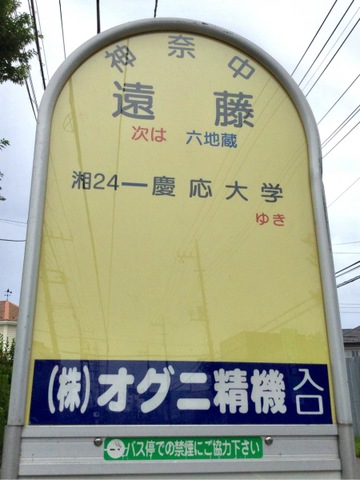 神奈中
遠藤
次は 六地蔵
湘24ー慶応大学
ゆき
(株)オグニ精機入口
バス停での禁煙にご協力下さい